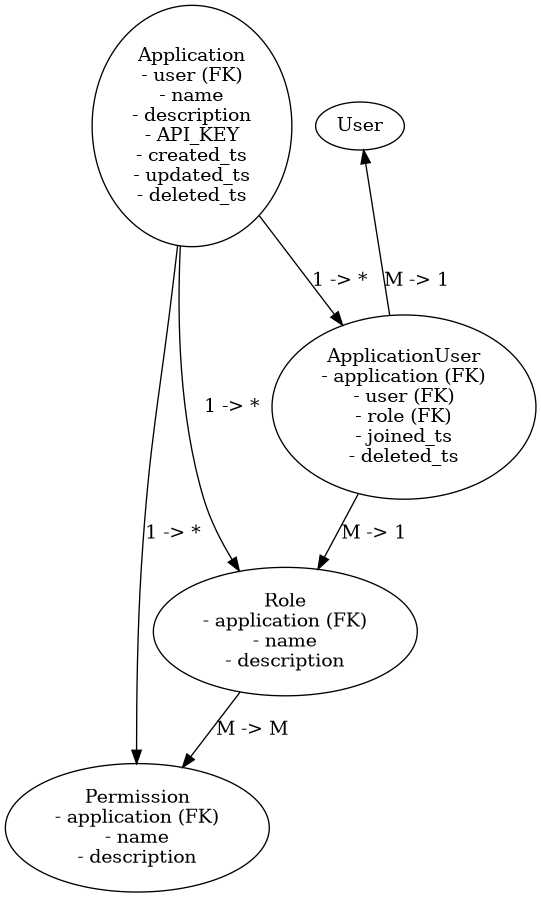 Application
- user (FK)
- name
- description
- API_KEY
- created_ts
- updated_ts
- deleted_ts
User
1 -> *
M -> 1
ApplicationUser
- application (FK)
- user (FK)
- role (FK)
- joined_ts
- deleted_ts
1 -> *
1 -> *
M -> 1
Role
- application (FK)
- name
- description
M -> M
Permission
- application (FK)
- name
- description